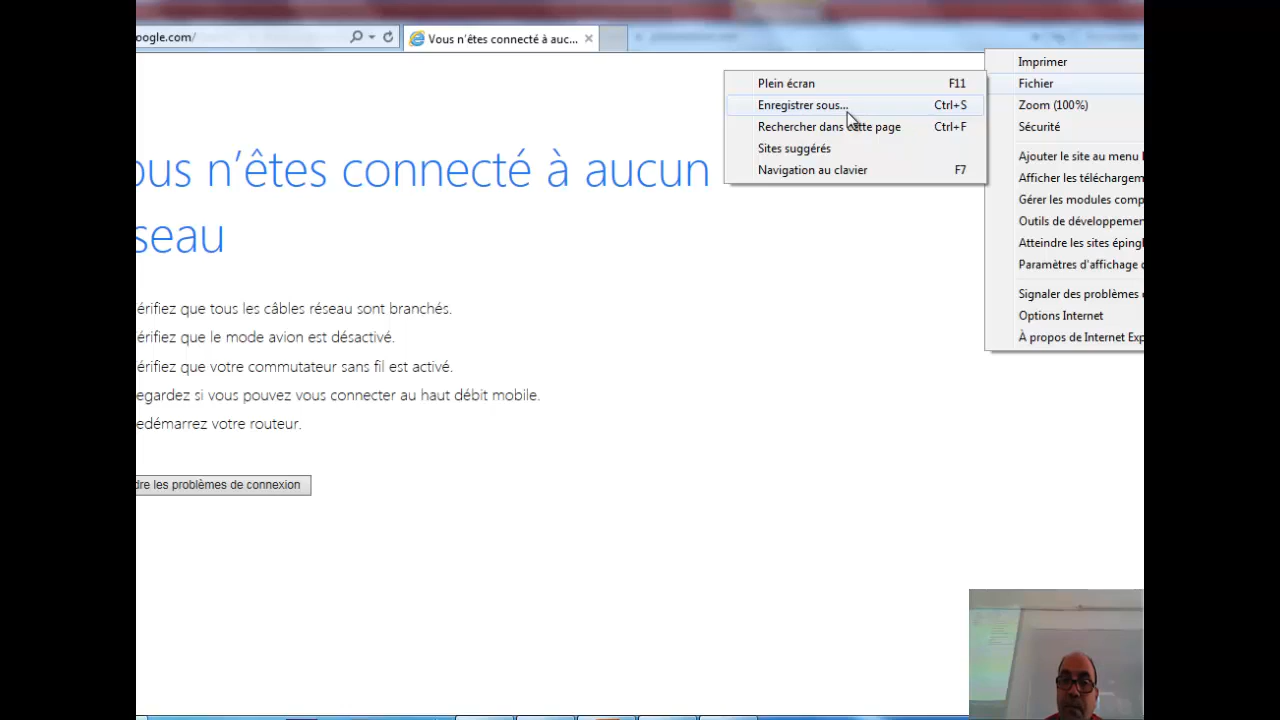 oogle.com/
Vous n'êtes connecté à auc...
Imprimer
Plein écran F11
Fichier
Enregistrer sous... Ctrl+S
Zoom (100%)
Rechercher dans cette page Ctrl+F
Sécurité
Sites suggérés
Ajouter le site au menu
Navigation au clavier F7
Afficher les téléchargem
Gérer les modules comp
Outils de développemen
Atteindre les sites épingl
Paramètres d'affichage
Signaler des problèmes
Options Internet
À propos de Internet Exp
ous n'êtes connecté à aucun
seau
érifiez que tous les câbles réseau sont branchés.
érifiez que le mode avion est désactivé.
érifiez que votre commutateur sans fil est activé.
egardez si vous pouvez vous connecter au haut débit mobile.
edémarrez votre routeur.
dre les problèmes de connexion